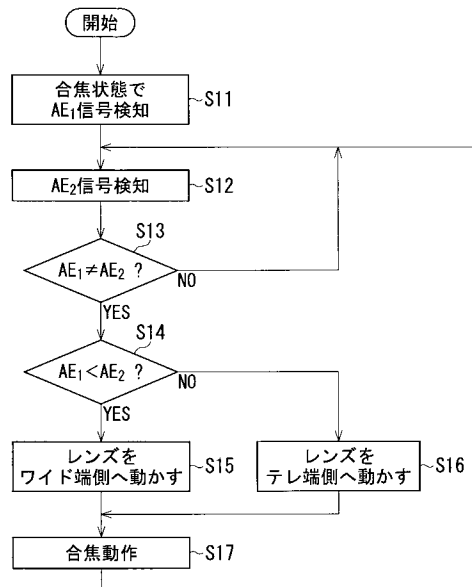 開始
合焦状態で
AE₁信号検知
S11
AE₂信号検知
S12
S13
AE₁≠AE₂ ?
NO
YES
S14
AE₁<AE₂ ?
NO
YES
レンズを
ワイド端側へ動かす
S15
レンズを
テレ端側へ動かす
S16
合焦動作
S17